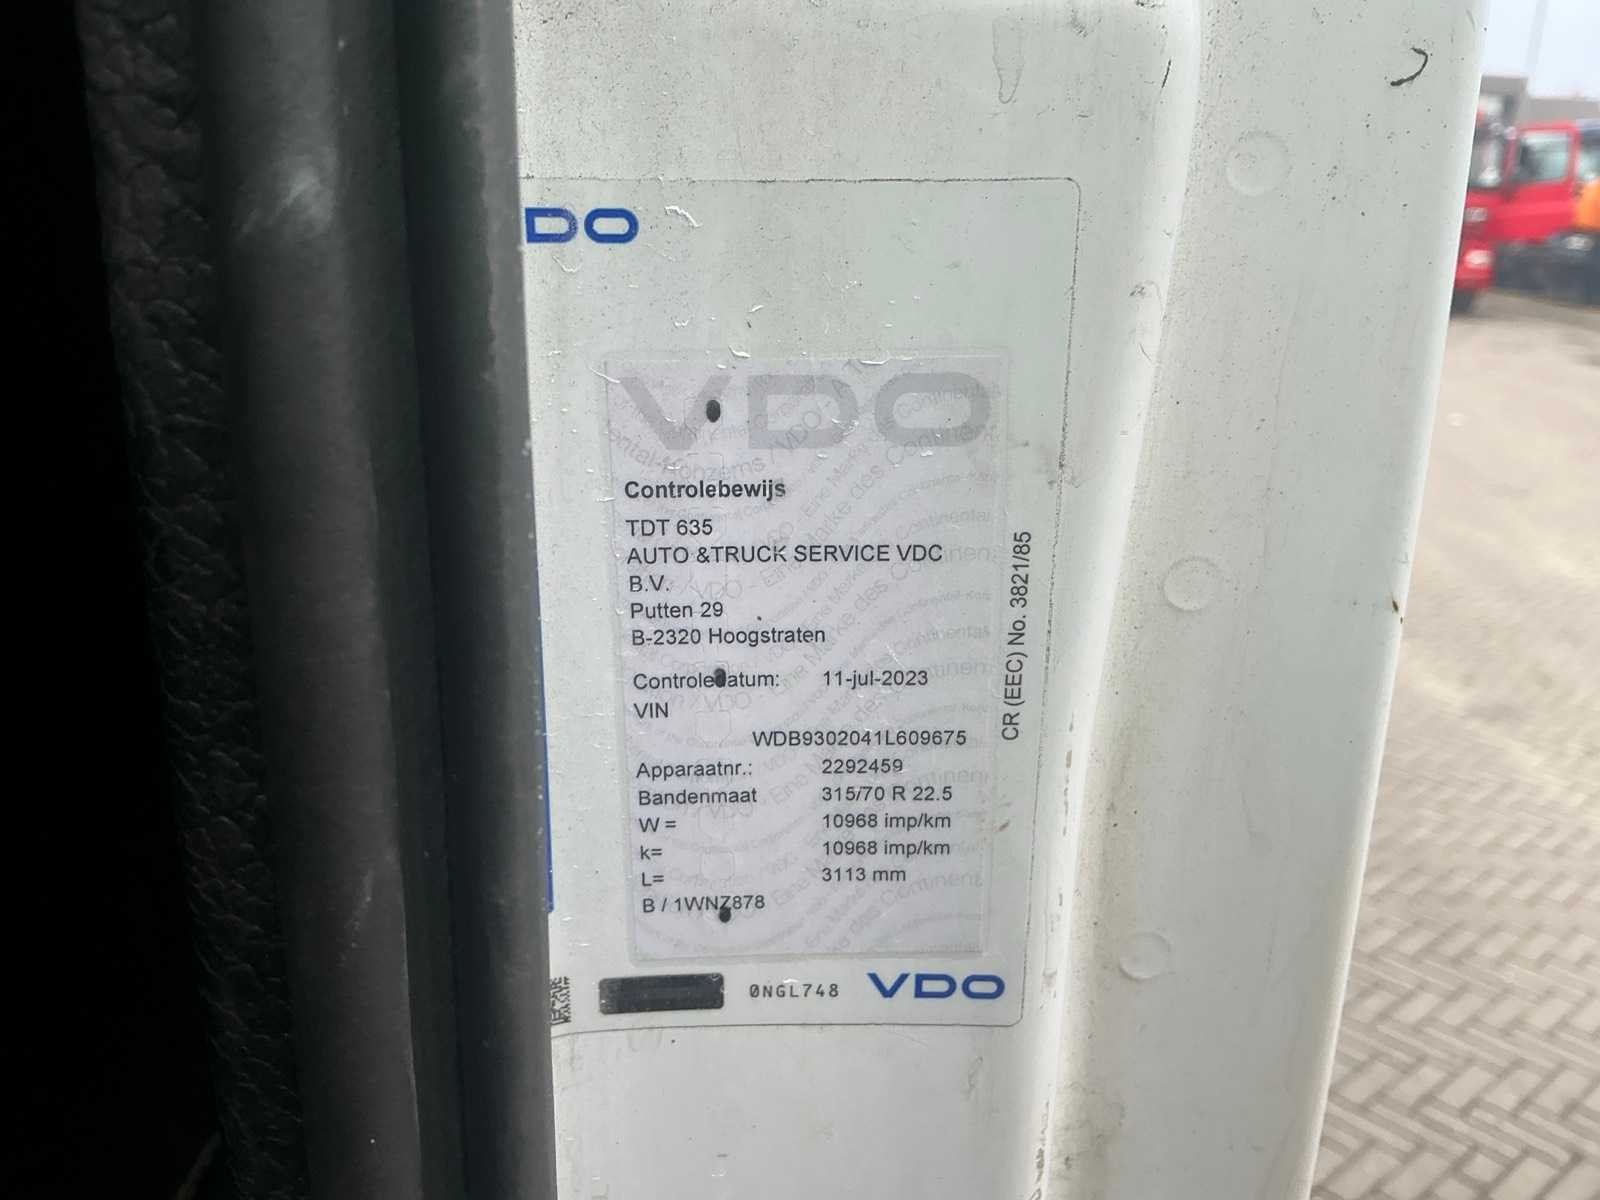 DO
VDO
Controlebewijs
TDT 635
AUTO &TRUCK SERVICE VDC
B.V.
Putten 29
B-2320 Hoogstraten
Controledatum: 11-jul-2023
VIN
WDB9302041L609675
Apparaatnr.: 2292459
Bandenmaat 315/70 R 22.5
W = 10968 imp/km
k= 10968 imp/km
L= 3113 mm
B / 1WNZ878
CR (EEC) No. 3821/85
0NGL748 VDO